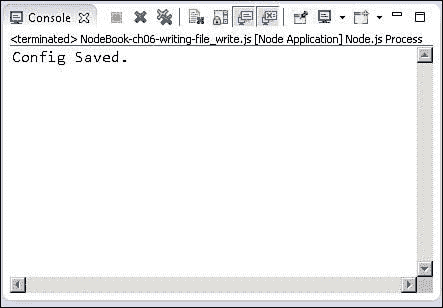 Console
<terminated> NodeBook-ch06-writing-file_write.js [Node Application] Node.js Process
Config Saved.